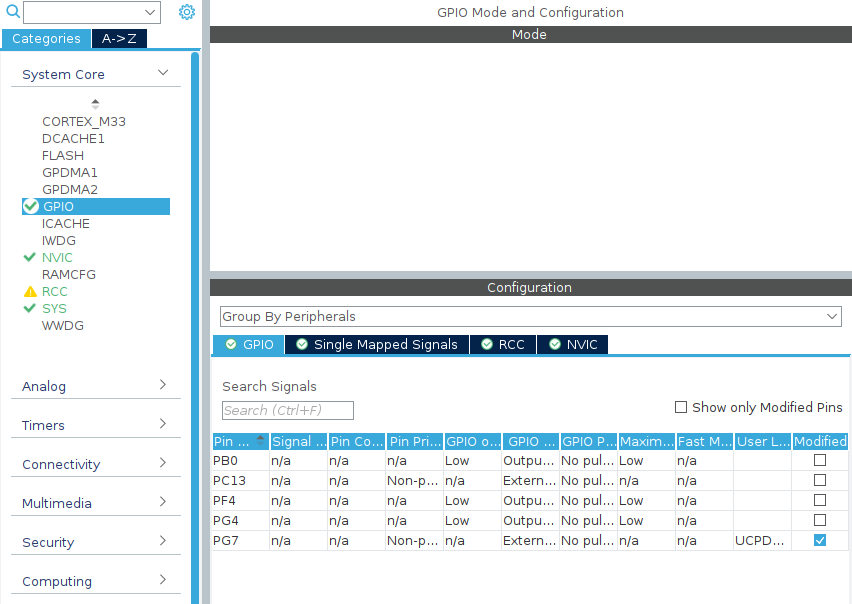 GPIO Mode and Configuration
Mode
Categories A->Z
System Core
CORTEX_M33
DCACHE1
FLASH
GPDMA1
GPDMA2
GPIO
ICACHE
IWDG
NVIC
RAMCFG
RCC
SYS
WWDG
Analog
Timers
Connectivity
Multimedia
Security
Computing
Configuration
Group By Peripherals
GPIO Single Mapped Signals RCC NVIC
Search Signals
Search (Ctrl+F)
Show only Modified Pins
Pin ... Signal ... Pin Co... Pin Pri... GPIO o... GPIO ... GPIO P... Maxim... Fast M... User L... Modified
PB0 n/a n/a n/a Low Outpu... No pul... Low n/a
PC13 n/a n/a Non-p... n/a Extern... No pul... n/a n/a
PF4 n/a n/a n/a Low Outpu... No pul... Low n/a
PG4 n/a n/a n/a Low Outpu... No pul... Low n/a
PG7 n/a n/a Non-p... n/a Extern... No pul... n/a n/a UCPD...